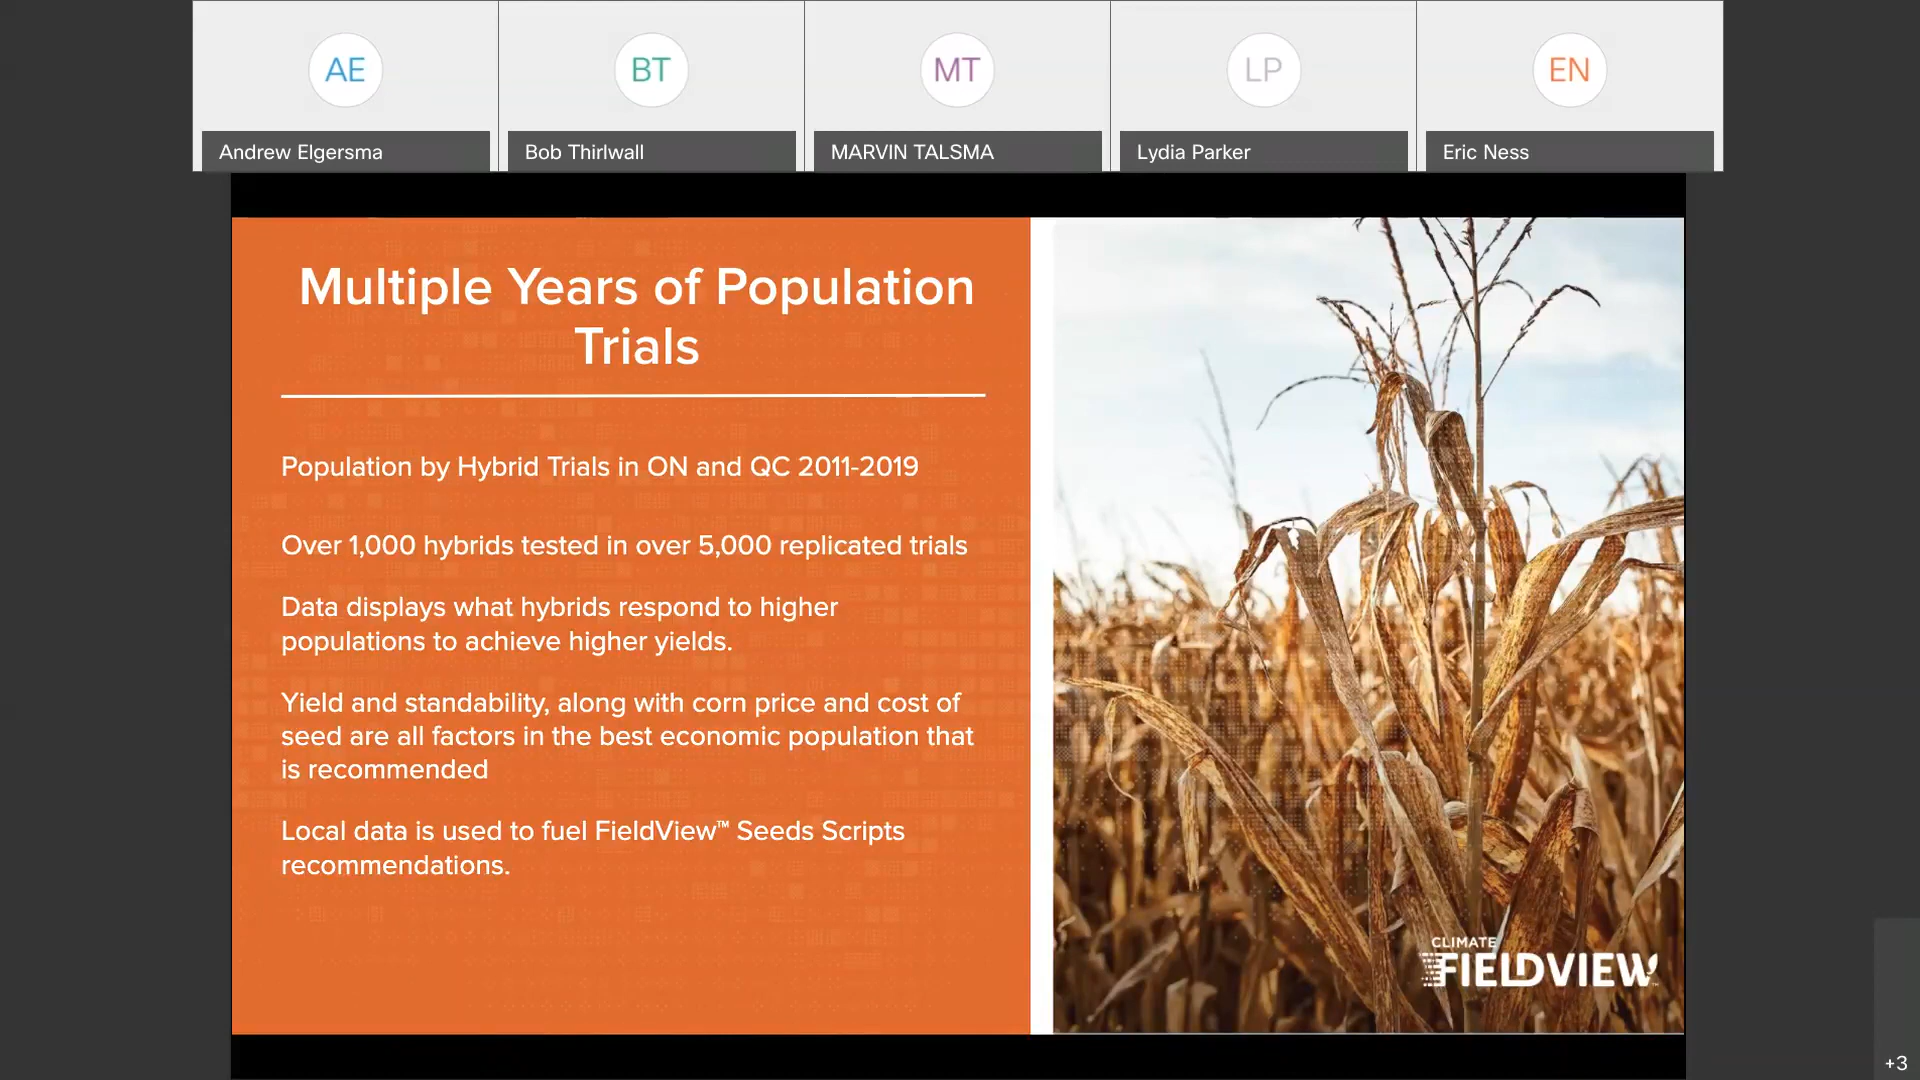 AE
BT
MT
LP
EN
Andrew Elgersma
Bob Thirlwall
MARVIN TALSMA
Lydia Parker
Eric Ness
Multiple Years of Population
Trials
Population by Hybrid Trials in ON and QC 2011-2019
Over 1,000 hybrids tested in over 5,000 replicated trials
Data displays what hybrids respond to higher
populations to achieve higher yields.
Yield and standability, along with corn price and cost of
seed are all factors in the best economic population that
is recommended
Local data is used to fuel FieldView™ Seeds Scripts
recommendations.
CLIMATE
FIELDVIEW™
+3